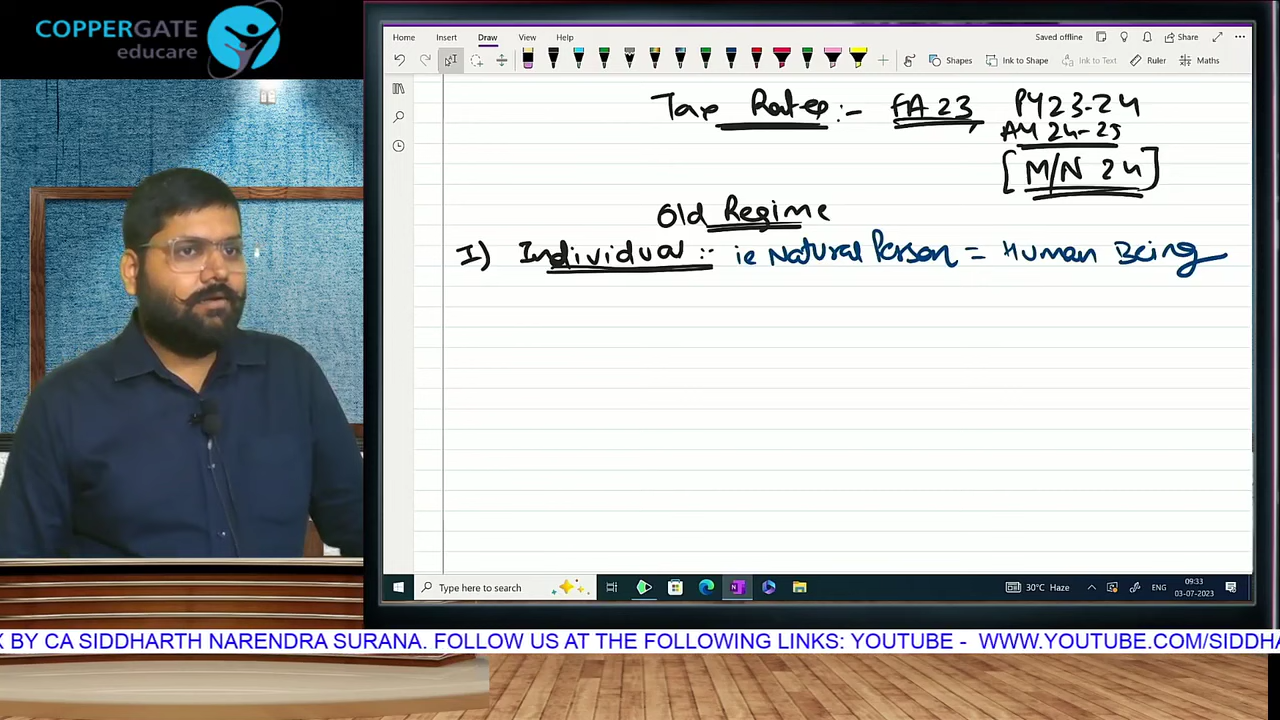 COPPERGATE
educare
Home Insert Draw View Help
Saved offline
Share
Shapes
Ink to Shape
Ink to Text
Ruler
Maths
Tax Rates :- FA 23 PY 23-24
AY 24-25
[M/N 24]
Old Regime
I) Individual :- ie Natural Person = Human Being
Type here to search
30°C Haze
ENG
09:33
03-07-2023
X BY CA SIDDHARTH NARENDRA SURANA. FOLLOW US AT THE FOLLOWING LINKS: YOUTUBE - WWW.YOUTUBE.COM/SIDDHA